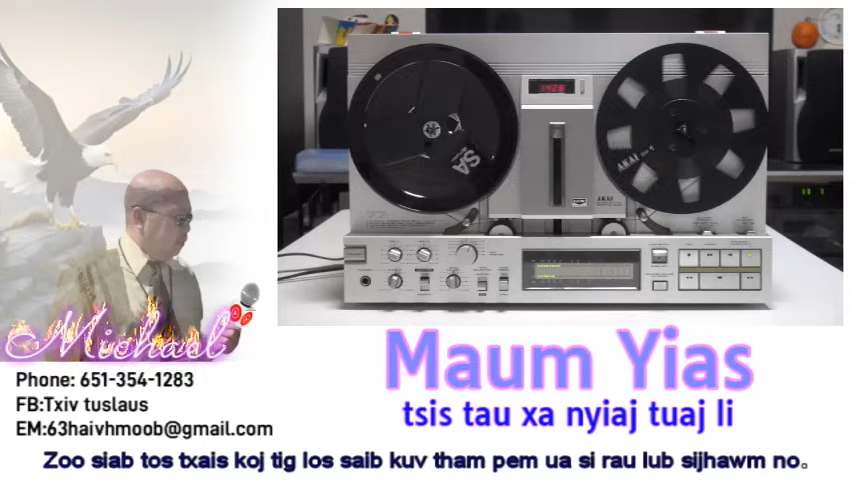 1428
SA
AKAI
AKAI
Michael
Phone: 651-354-1283
FB:Txiv tuslaus
EM:63haivhmoob@gmail.com
Maum Yias
tsis tau xa nyiaj tuaj li
Zoo siab tos txais koj tig los saib kuv tham pem ua si rau lub sijhawm no.